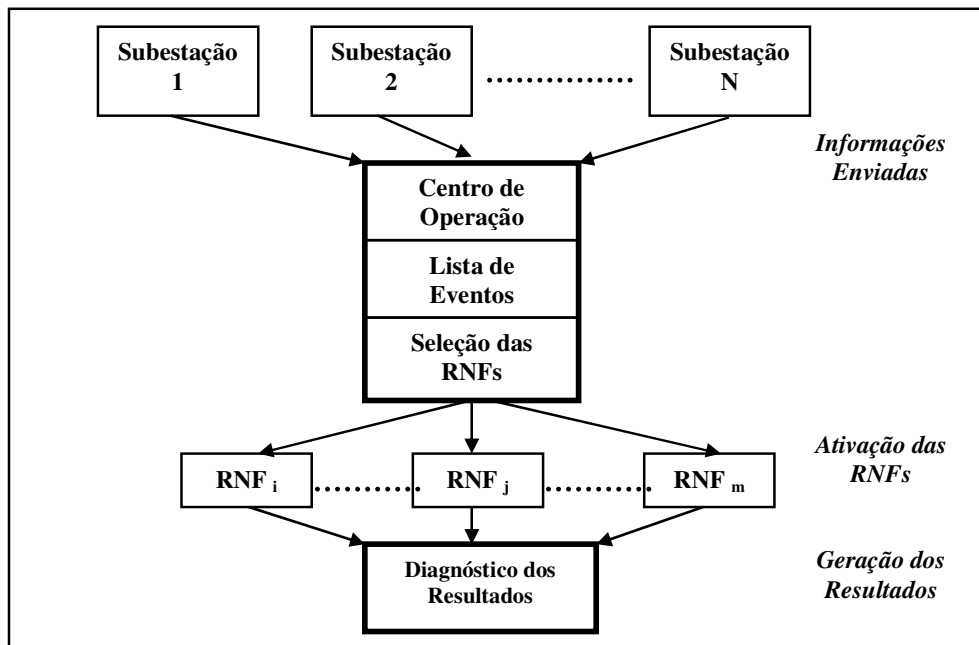 Subestação
1
Subestação
2
Subestação
N
Informações
Enviadas
Centro de
Operação
Lista de
Eventos
Seleção das
RNFs
Ativação das
RNFs
RNF i
RNF j
RNF m
Diagnóstico dos
Resultados
Geração dos
Resultados